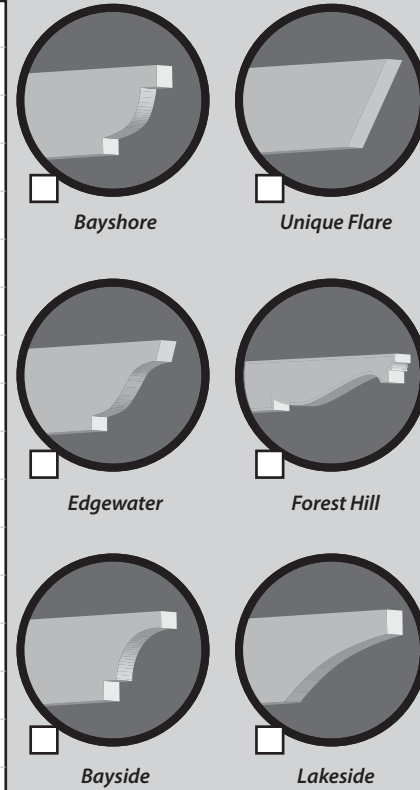 Bayshore
Unique Flare
Edgewater
Forest Hill
Bayside
Lakeside